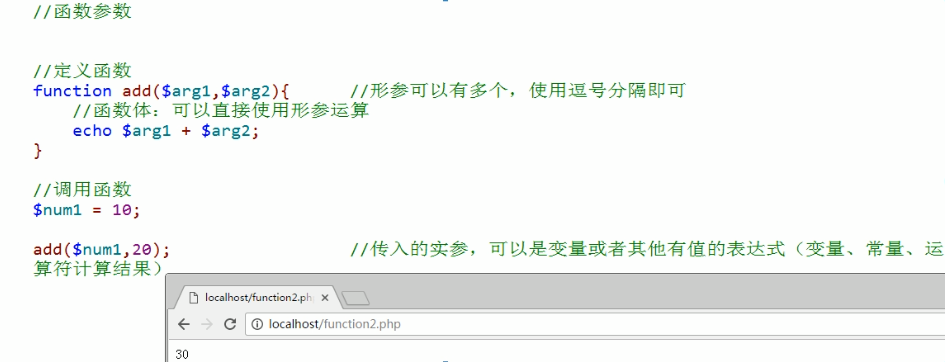 //函数参数
//定义函数
function add($arg1,$arg2){ //形参可以有多个，使用逗号分隔即可
//函数体：可以直接使用形参运算
echo $arg1 + $arg2;
}
//调用函数
$num1 = 10;
add($num1,20); //传入的实参，可以是变量或者其他有值的表达式（变量、常量、运
算符计算结果）
localhost/function2.ph
localhost/function2.php
30